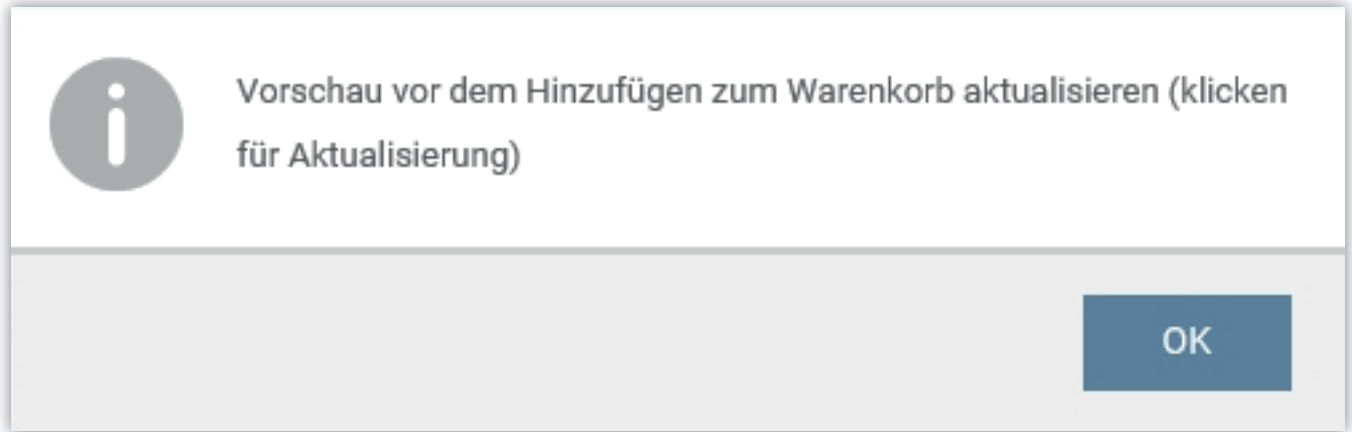 Vorschau vor dem Hinzufügen zum Warenkorb aktualisieren (klicken
für Aktualisierung)
OK